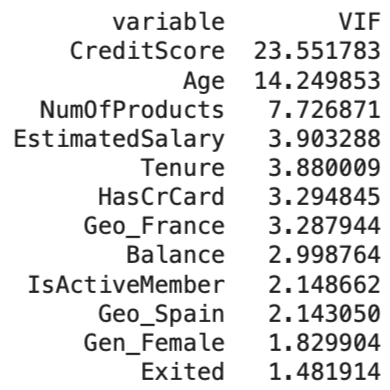 variable VIF
CreditScore 23.551783
Age 14.249853
NumOfProducts 7.726871
EstimatedSalary 3.903288
Tenure 3.880009
HasCrCard 3.294845
Geo_France 3.287944
Balance 2.998764
IsActiveMember 2.148662
Geo_Spain 2.143050
Gen_Female 1.829904
Exited 1.481914